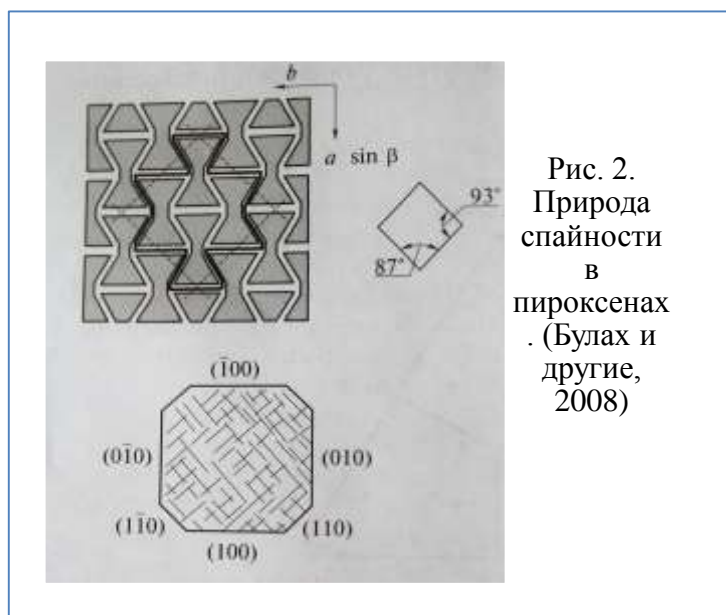 b
a sin β
93°
87°
(1̄00)
(01̄0)
(010)
(11̄0)
(110)
(100)
Рис. 2.
Природа
спайности
в
пироксенах
. (Булах и
другие,
2008)